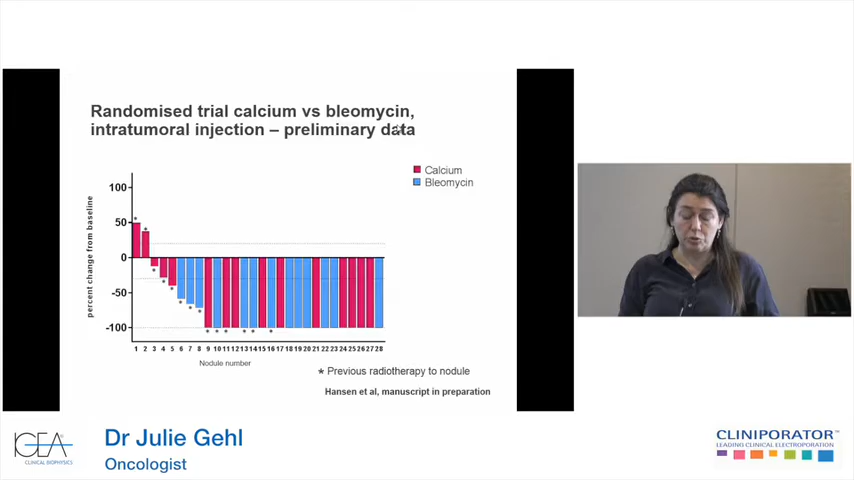 Randomised trial calcium vs bleomycin,
intratumoral injection – preliminary data
Calcium
Bleomycin
percent change from baseline
100
50
0
-50
-100
1 2 3 4 5 6 7 8 9 10 11 12 13 14 15 16 17 18 19 20 21 22 23 24 25 26 27 28
Nodule number
* Previous radiotherapy to nodule
Hansen et al, manuscript in preparation
IGEA
CLINICAL BIOPHYSICS
Dr Julie Gehl
Oncologist
CLINIPORATOR™
LEADING CLINICAL ELECTROPORATION